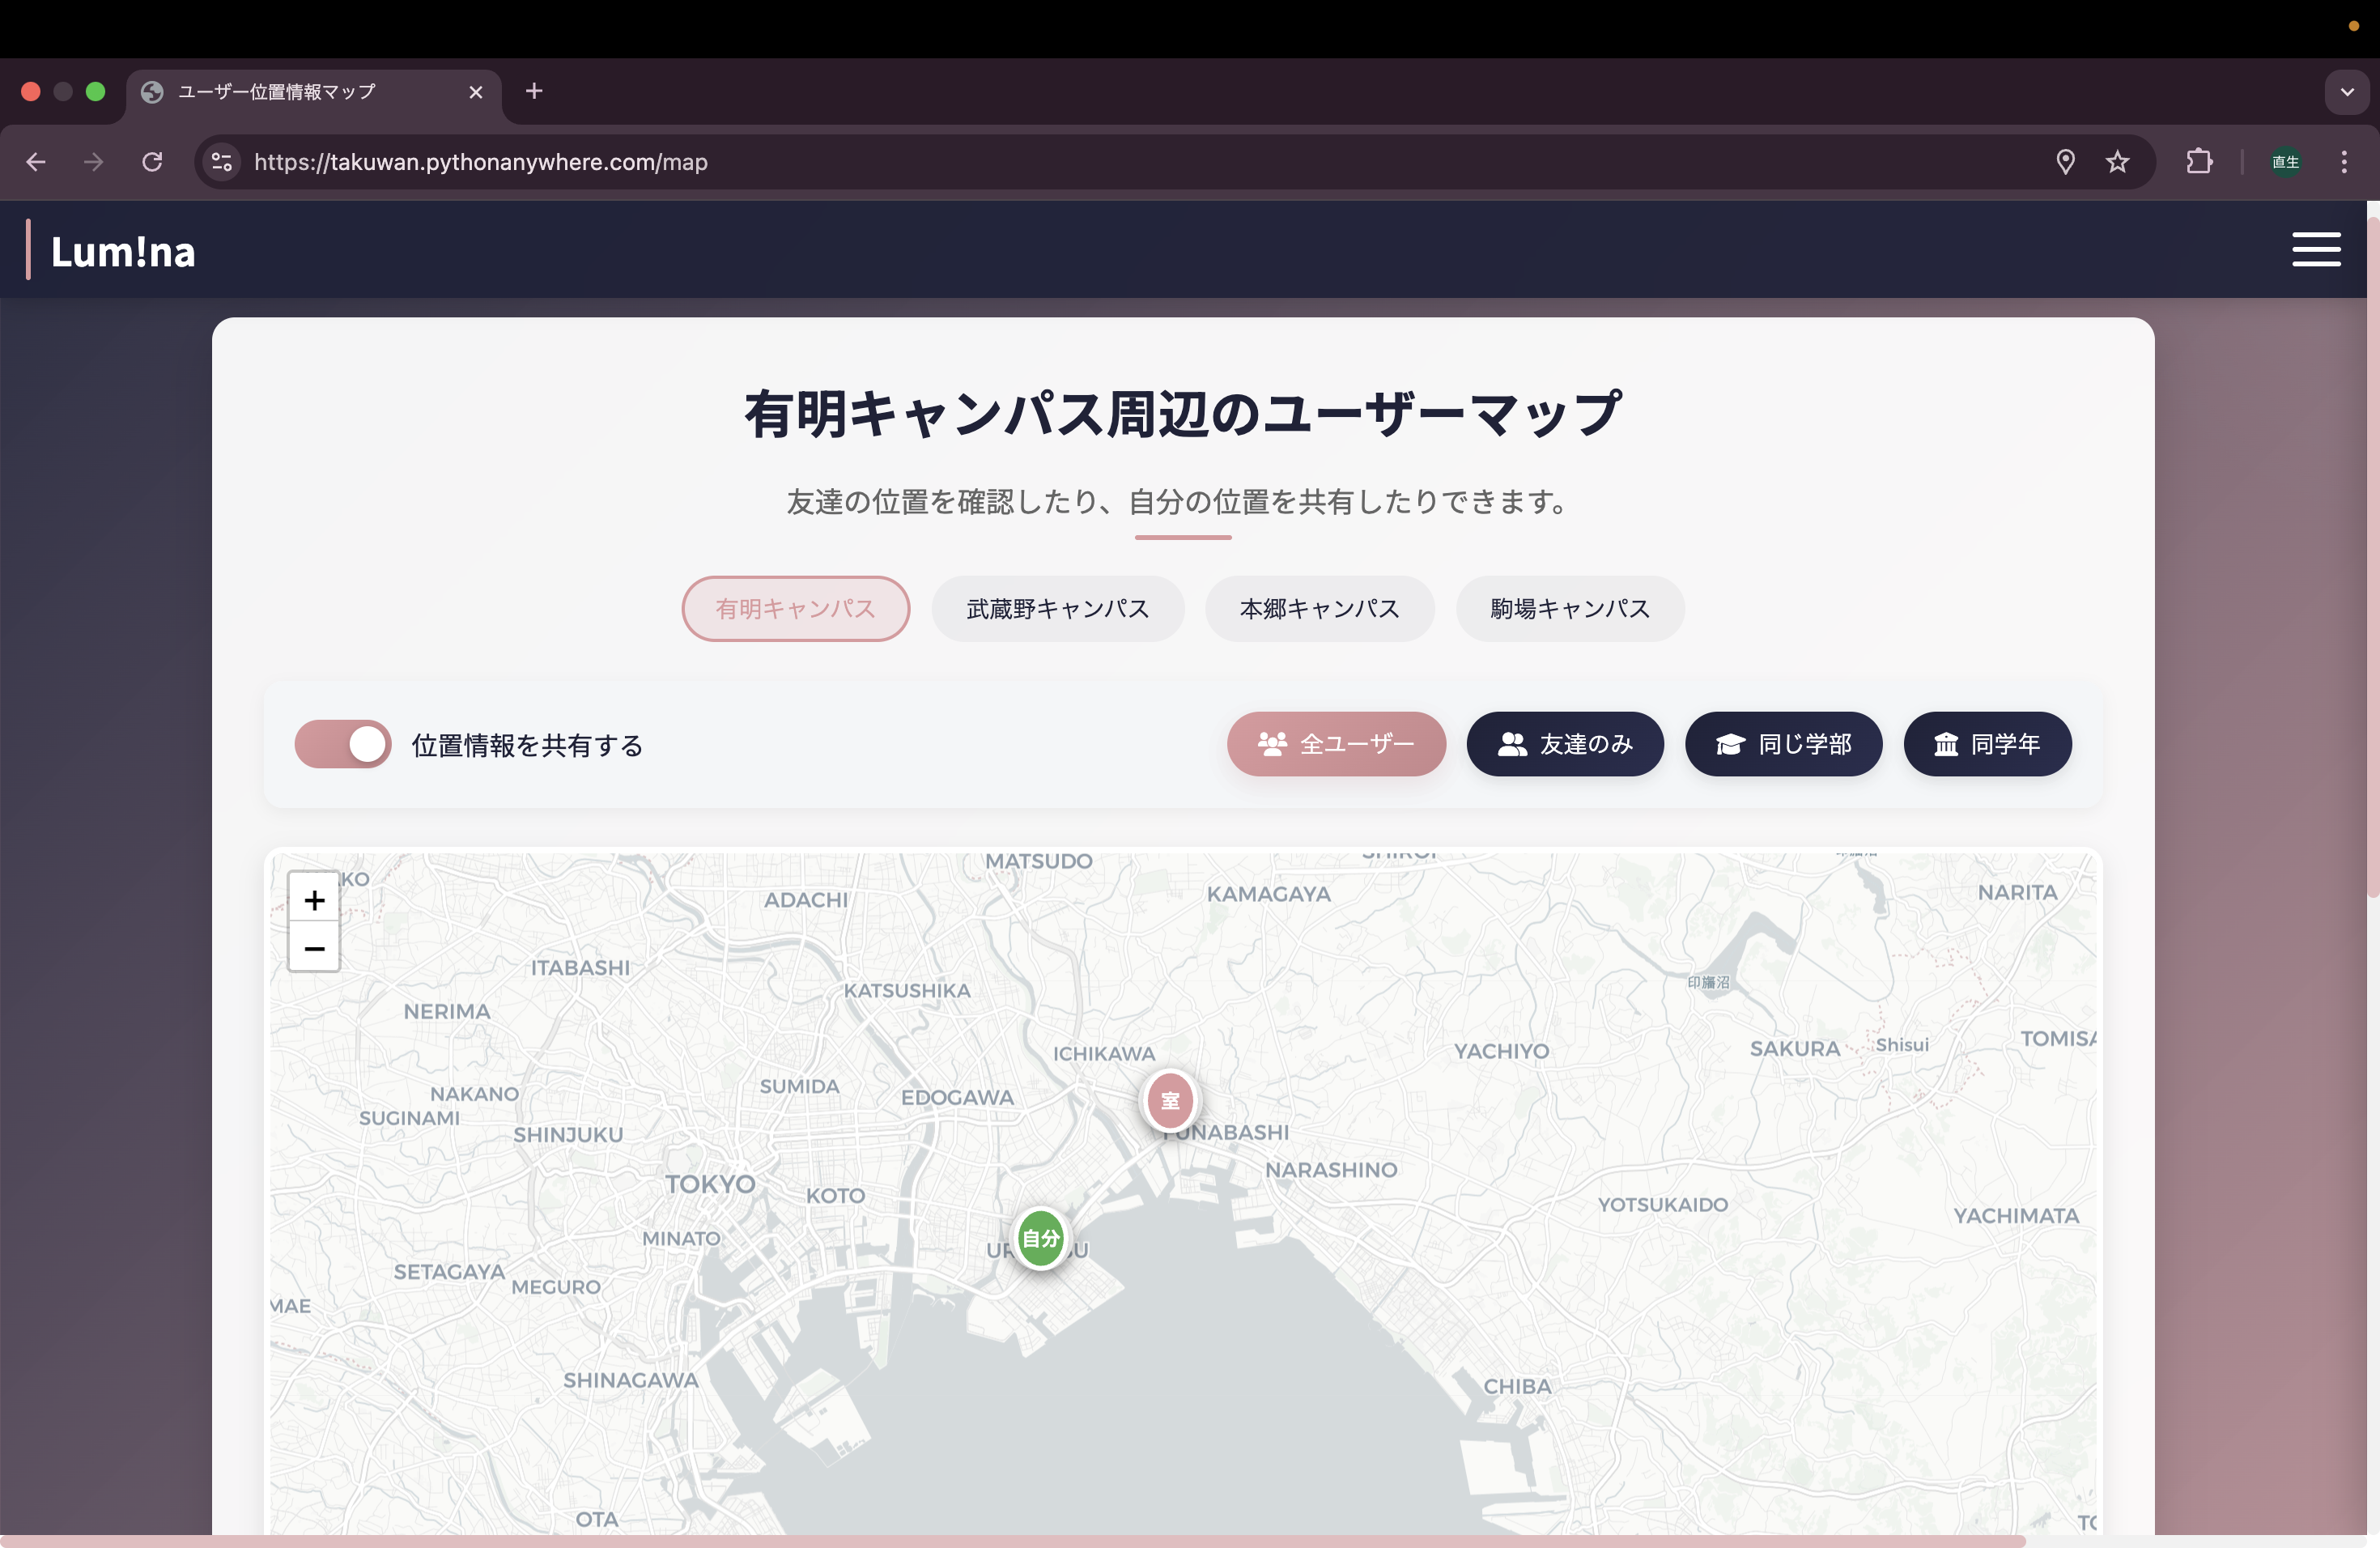 ユーザー位置情報マップ
https://takuwan.pythonanywhere.com/map
直生
Lum!na
有明キャンパス周辺のユーザーマップ
友達の位置を確認したり、自分の位置を共有したりできます。
有明キャンパス 武蔵野キャンパス 本郷キャンパス 駒場キャンパス
位置情報を共有する 全ユーザー 友達のみ 同じ学部 同学年
+
−
MATSUDO
KO
ADACHI
KAMAGAYA
NARITA
ITABASHI
KATSUSHIKA
印旛沼
NERIMA
ICHIKAWA
YACHIYO
SAKURA
Shisui
TOMISA
NAKANO
SUMIDA
EDOGAWA
室
SUGINAMI
SHINJUKU
FUNABASHI
NARASHINO
TOKYO
KOTO
YOTSUKAIDO
YACHIMATA
MINATO
自分
SETAGAYA
MEGURO
MAE
SHINAGAWA
CHIBA
OTA